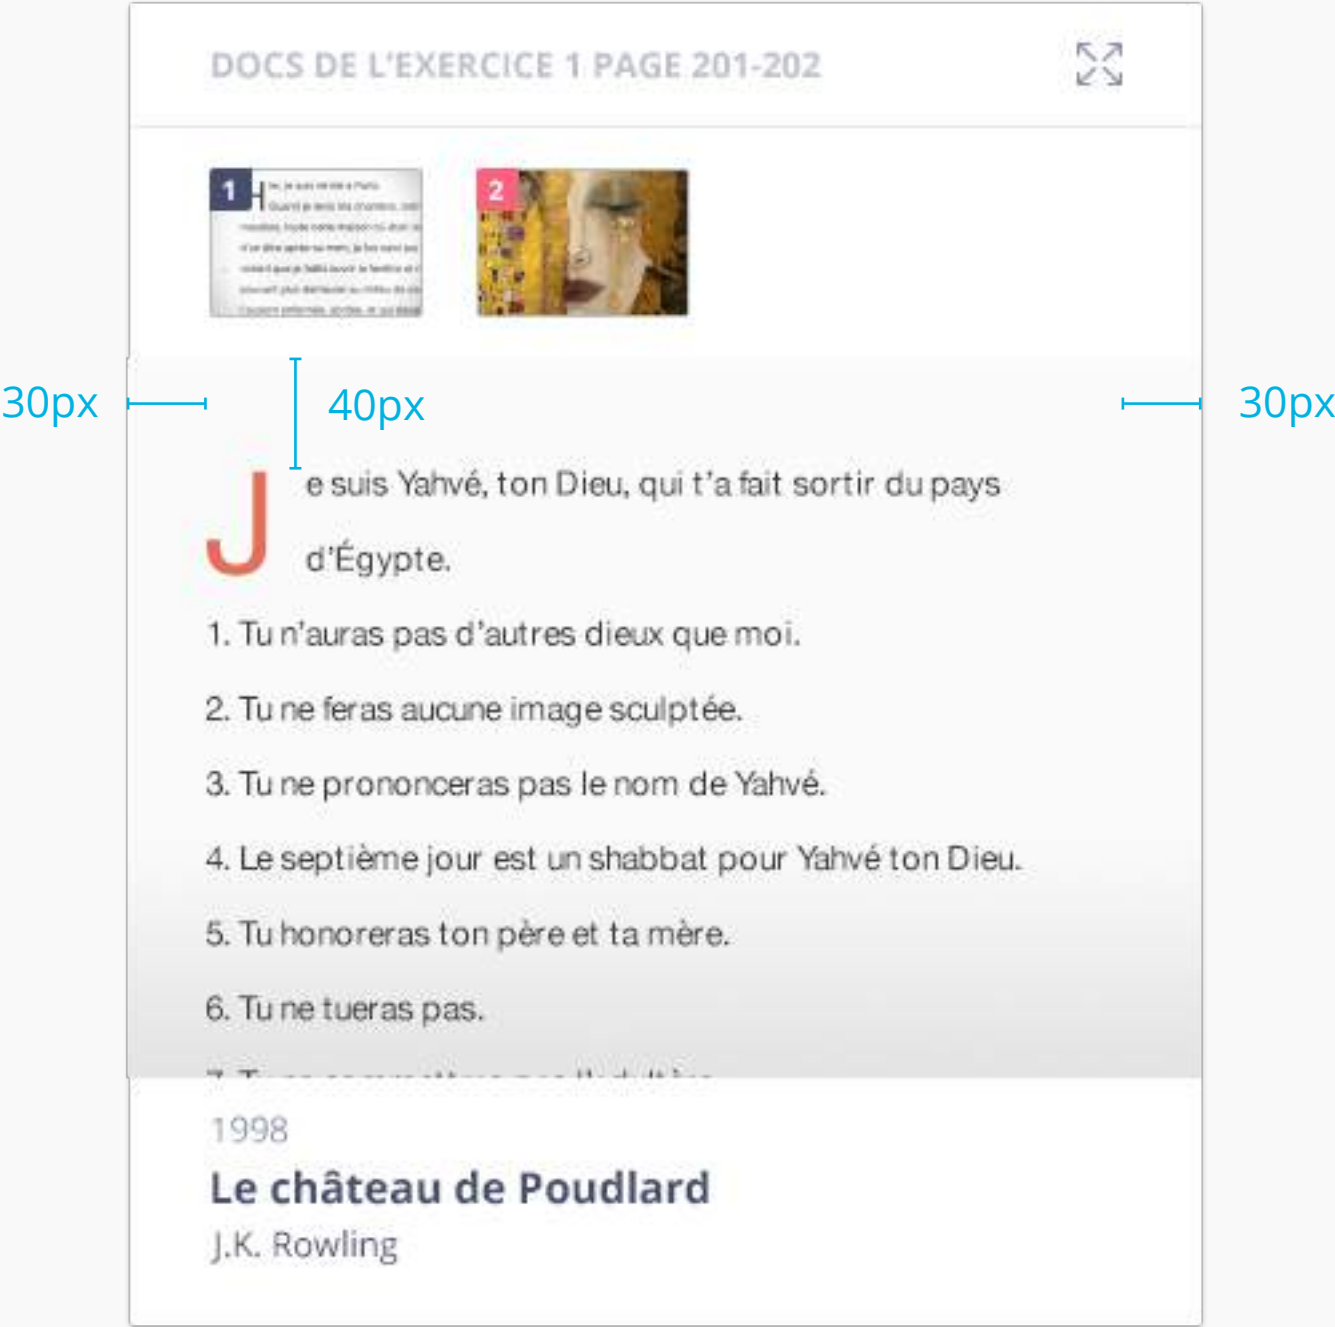 DOCS DE L'EXERCICE 1 PAGE 201-202
1
2
30px
40px
30px
Je suis Yahvé, ton Dieu, qui t'a fait sortir du pays
d'Égypte.
1. Tu n'auras pas d'autres dieux que moi.
2. Tu ne feras aucune image sculptée.
3. Tu ne prononceras pas le nom de Yahvé.
4. Le septième jour est un shabbat pour Yahvé ton Dieu.
5. Tu honoreras ton père et ta mère.
6. Tu ne tueras pas.
1998
Le château de Poudlard
J.K. Rowling